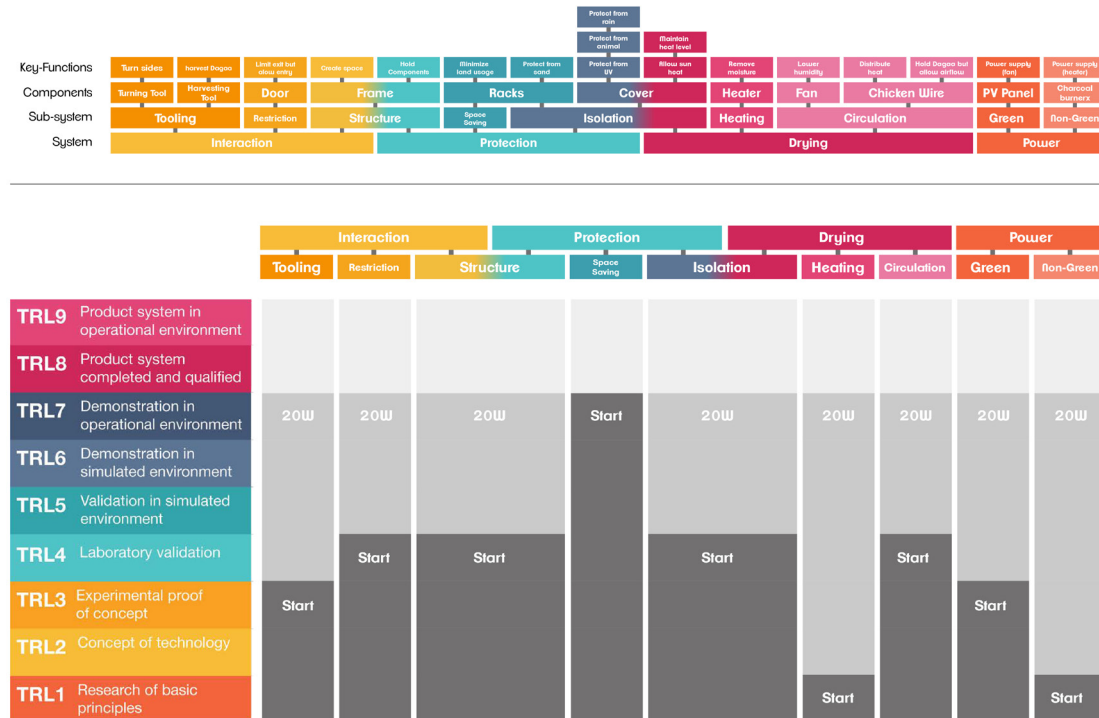 Protect from
rain
Protect from
animal
Maintain
heat level
Key-Functions
Turn sides
harvest Dagaa
Limit exit but
alow entry
Create space
Hold
Components
Minimize
land usage
Protect from
sand
Protect from
UV
Allow sun
heat
Remove
moisture
Lower
humidity
Distribute
heat
Hold Dagaa but
allow airflow
Power supply
(fan)
Power supply
(heater)
Components
Turning Tool
Harvesting
Tool
Door
Frame
Racks
Cover
Heater
Fan
Chicken Wire
PV Panel
Charcoal
burners
Sub-system
Tooling
Restriction
Structure
Space
Saving
Isolation
Heating
Circulation
Green
Non-Green
System
Interaction
Protection
Drying
Power
Interaction
Protection
Drying
Power
Tooling
Restriction
Structure
Space
Saving
Isolation
Heating
Circulation
Green
Non-Green
TRL9 Product system in
operational environment
TRL8 Product system
completed and qualified
TRL7 Demonstration in
operational environment
20W 20W 20W Start 20W 20W 20W 20W 20W
TRL6 Demonstration in
simulated environment
TRL5 Validation in simulated
environment
TRL4 Laboratory validation
Start Start Start Start
TRL3 Experimental proof
of concept
Start Start
TRL2 Concept of technology
TRL1 Research of basic
principles
Start Start